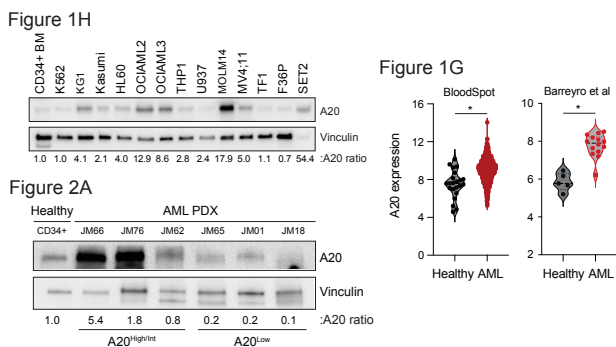 Figure 1H
CD34+ BM K562 KG1 Kasumi HL60 OCIAML2 OCIAML3 THP1 U937 MOLM14 MV4;11 TF1 F36P SET2
A20
Vinculin
1.0 1.0 4.1 2.1 4.0 12.9 8.6 2.8 2.4 17.9 5.0 1.1 0.7 54.4 :A20 ratio
Figure 2A
Healthy AML PDX
CD34+ JM66 JM76 JM62 JM65 JM01 JM18
A20
Vinculin
1.0 5.4 1.8 0.8 0.2 0.2 0.1 :A20 ratio
A20High/Int A20Low
Figure 1G
BloodSpot
*
A20 expression
16
12
8
4
0
Healthy AML
Barreyro et al
*
10
8
6
4
2
Healthy AML